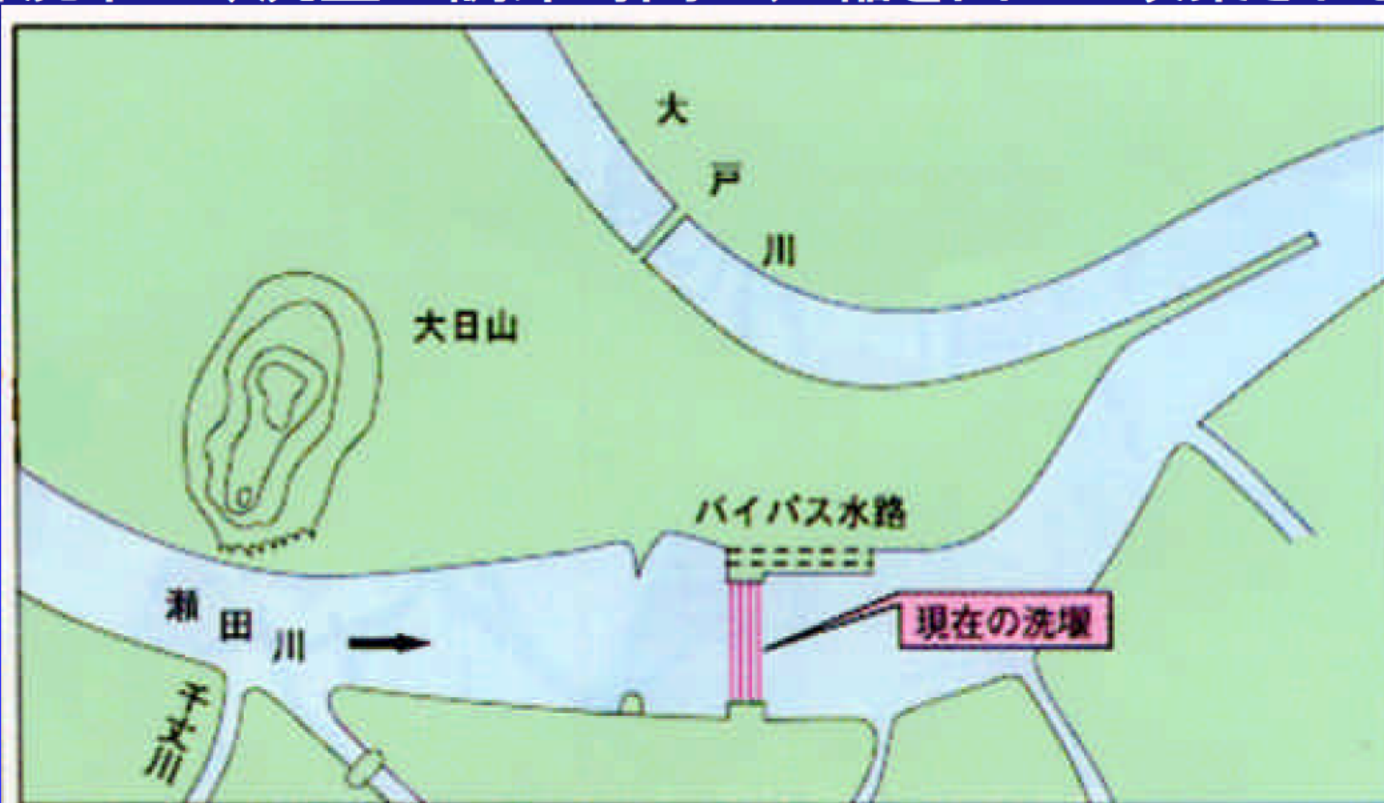 大戸川
大日山
バイパス水路
瀬田川
現在の洗堰
千丈川